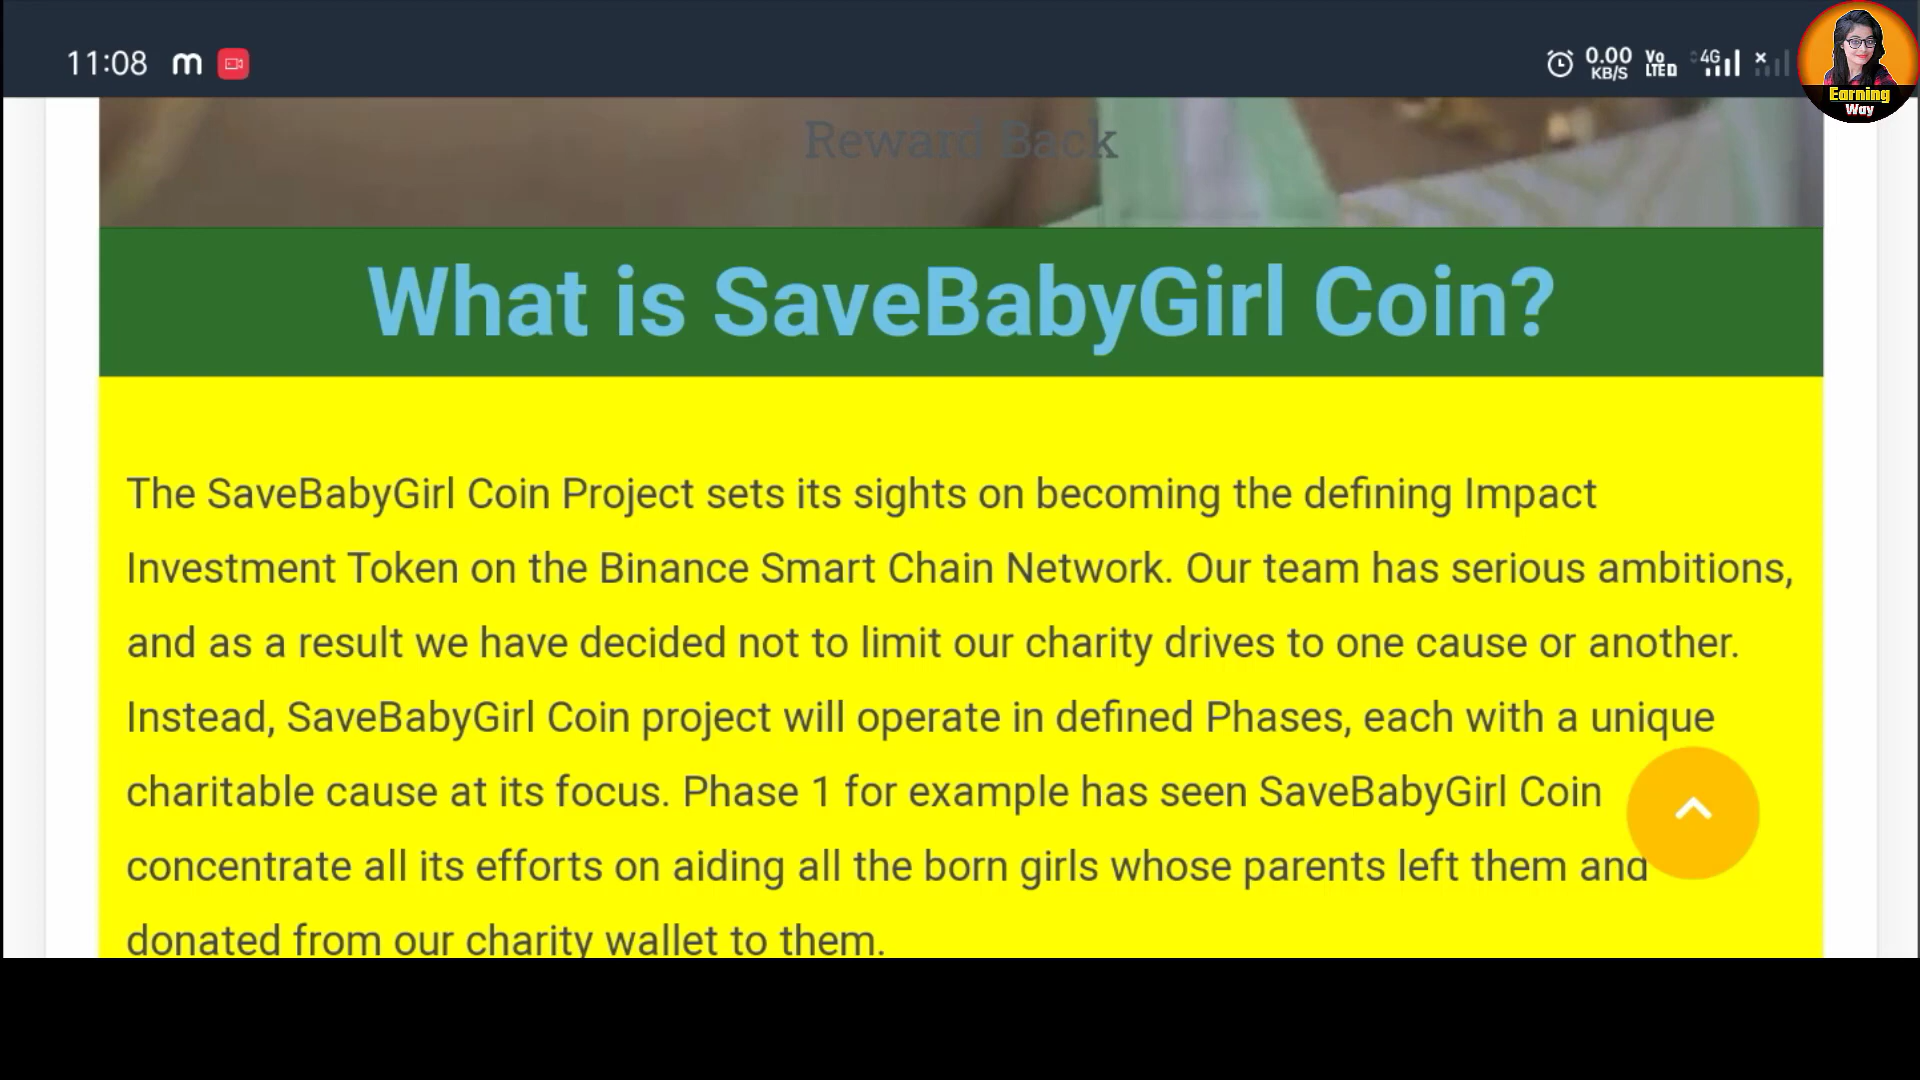 11:08 m 0.00 KB/S Vo LTE D 4G x
Earning
Way
Reward Back
What is SaveBabyGirl Coin?
The SaveBabyGirl Coin Project sets its sights on becoming the defining Impact
Investment Token on the Binance Smart Chain Network. Our team has serious ambitions,
and as a result we have decided not to limit our charity drives to one cause or another.
Instead, SaveBabyGirl Coin project will operate in defined Phases, each with a unique
charitable cause at its focus. Phase 1 for example has seen SaveBabyGirl Coin
concentrate all its efforts on aiding all the born girls whose parents left them and
donated from our charity wallet to them.